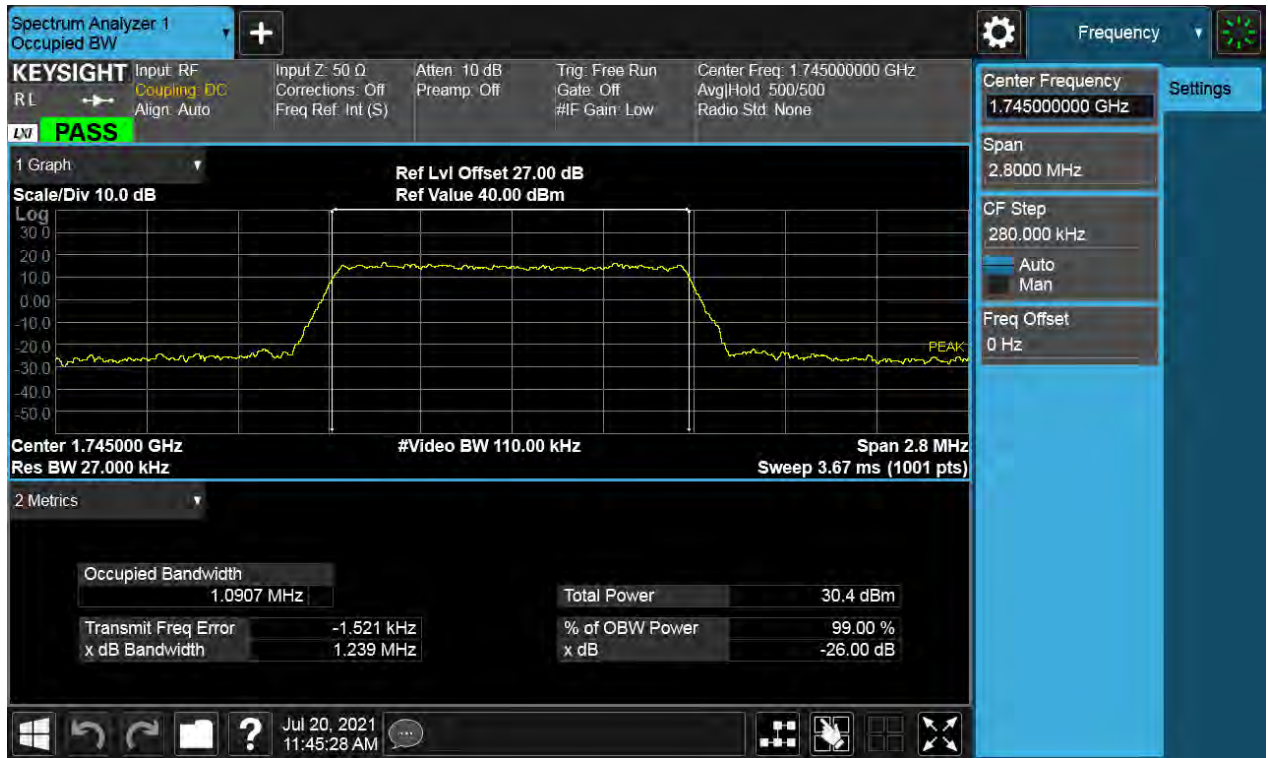 Spectrum Analyzer 1
Occupied BW
Frequency
KEYSIGHT
RL
LXI
PASS
Input: RF
Coupling: DC
Align: Auto
Input Z: 50 Ω
Corrections: Off
Freq Ref: Int (S)
Atten: 10 dB
Preamp: Off
Trig: Free Run
Gate: Off
#IF Gain: Low
Center Freq: 1.745000000 GHz
Avg|Hold: 500/500
Radio Std: None
Center Frequency
1.745000000 GHz
Settings
Span
2.8000 MHz
CF Step
280.000 kHz
Auto
Man
Freq Offset
0 Hz
1 Graph
Ref Lvl Offset 27.00 dB
Scale/Div 10.0 dB
Ref Value 40.00 dBm
Log
30.0
20.0
10.0
0.00
-10.0
-20.0
-30.0
-40.0
-50.0
PEAK
Center 1.745000 GHz
#Video BW 110.00 kHz
Span 2.8 MHz
Res BW 27.000 kHz
Sweep 3.67 ms (1001 pts)
2 Metrics
Occupied Bandwidth
1.0907 MHz
Total Power 30.4 dBm
Transmit Freq Error -1.521 kHz
% of OBW Power 99.00 %
x dB Bandwidth 1.239 MHz
x dB -26.00 dB
Jul 20, 2021
11:45:28 AM